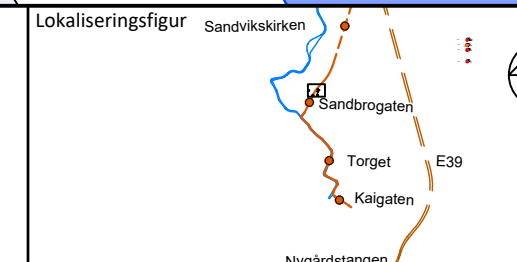 Lokaliseringsfigur
Sandvikskirken
Sandbrogaten
Torget
E39
Kaigaten
Nygårdstangen